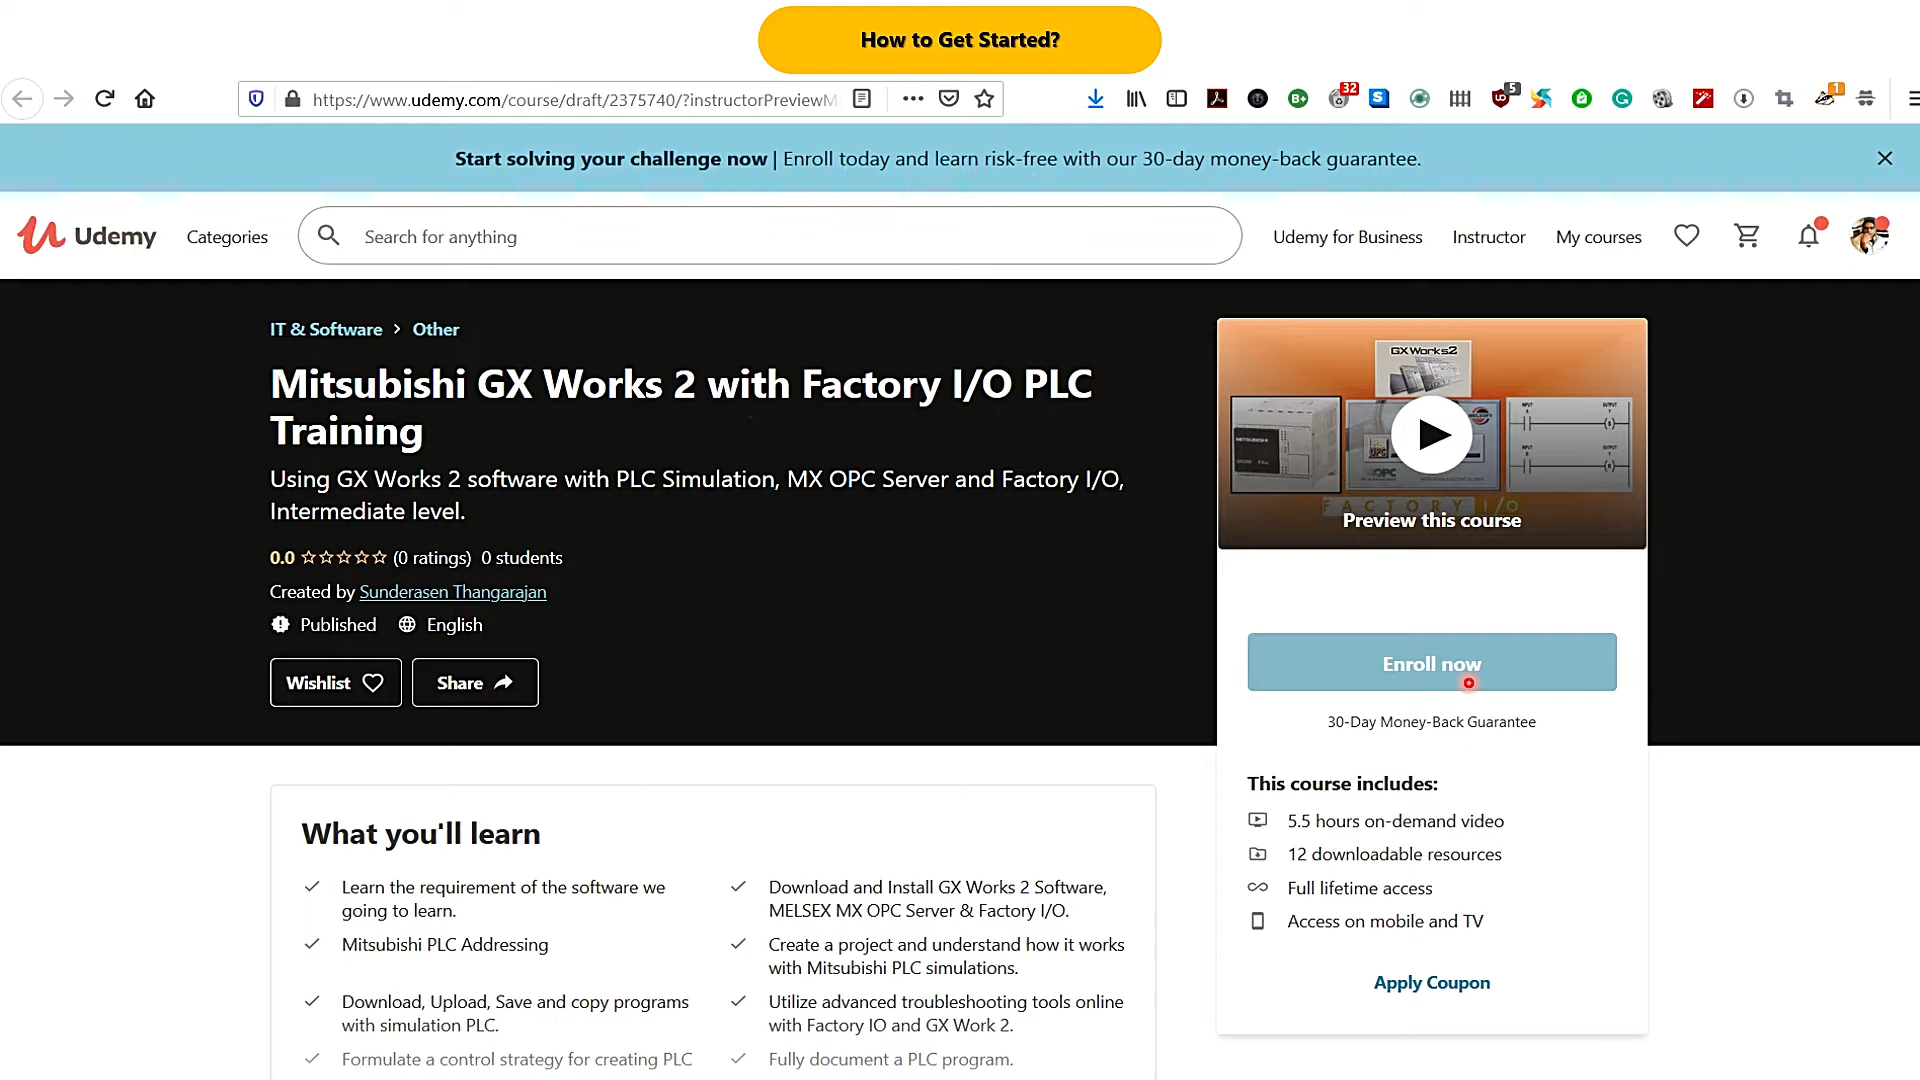 How to Get Started?
https://www.udemy.com/course/draft/2375740/?instructorPreviewM
32
5
1
Start solving your challenge now | Enroll today and learn risk-free with our 30-day money-back guarantee.
Udemy
Categories
Search for anything
Udemy for Business
Instructor
My courses
IT & Software > Other
Mitsubishi GX Works 2 with Factory I/O PLC
Training
Using GX Works 2 software with PLC Simulation, MX OPC Server and Factory I/O,
Intermediate level.
0.0 (0 ratings) 0 students
Created by Sunderasen Thangarajan
Published English
Wishlist
Share
GX Works2
INPUT OUTPUT
INPUT OUTPUT
FACTORY I/O
Preview this course
Enroll now
30-Day Money-Back Guarantee
This course includes:
5.5 hours on-demand video
12 downloadable resources
Full lifetime access
Access on mobile and TV
Apply Coupon
What you'll learn
Learn the requirement of the software we
going to learn.
Mitsubishi PLC Addressing
Download, Upload, Save and copy programs
with simulation PLC.
Formulate a control strategy for creating PLC
Download and Install GX Works 2 Software,
MELSEX MX OPC Server & Factory I/O.
Create a project and understand how it works
with Mitsubishi PLC simulations.
Utilize advanced troubleshooting tools online
with Factory IO and GX Work 2.
Fully document a PLC program.